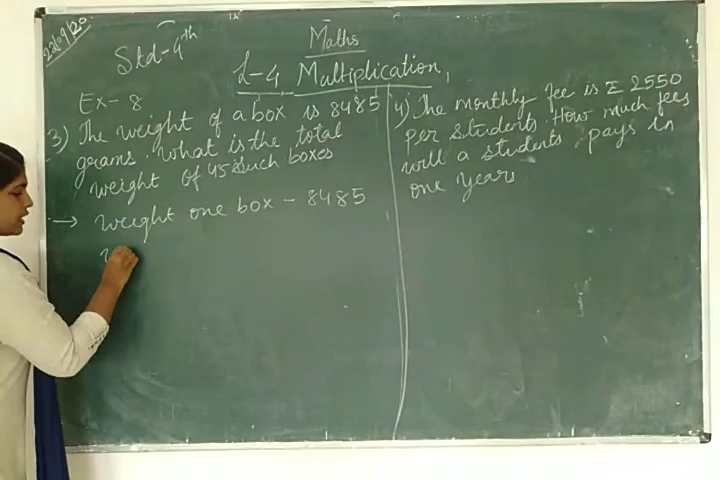 22/09/20
Std-4th
Maths
L-4 Multiplication,
Ex-8
3) The weight of a box is 8485
grams. What is the total
weight of 45 such boxes
→ weight one box - 8485
4) The monthly fee is ₹ 2550
per students. How much fees
will a students pays in
one year